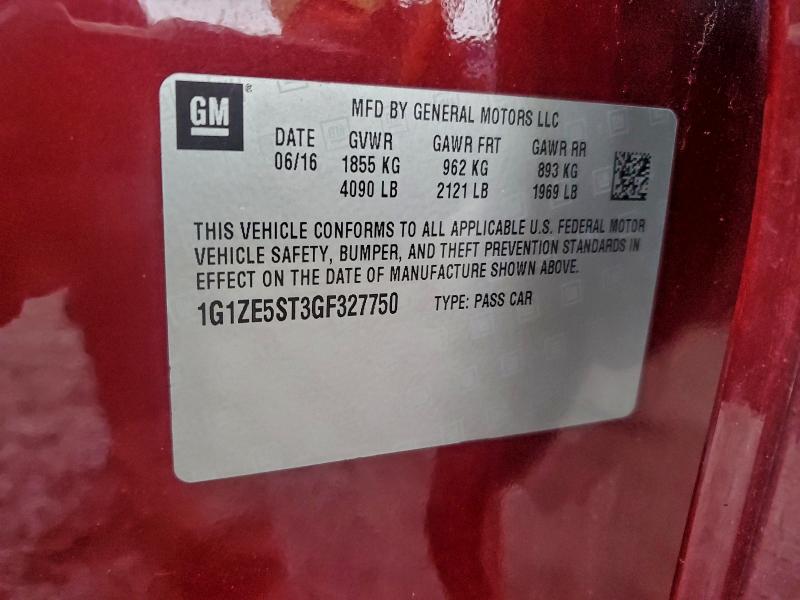 GM®
MFD BY GENERAL MOTORS LLC
DATE GVWR GAWR FRT GAWR RR
06/16 1855 KG 962 KG 893 KG
4090 LB 2121 LB 1969 LB
THIS VEHICLE CONFORMS TO ALL APPLICABLE U.S. FEDERAL MOTOR
VEHICLE SAFETY, BUMPER, AND THEFT PREVENTION STANDARDS IN
EFFECT ON THE DATE OF MANUFACTURE SHOWN ABOVE.
1G1ZE5ST3GF327750 TYPE: PASS CAR